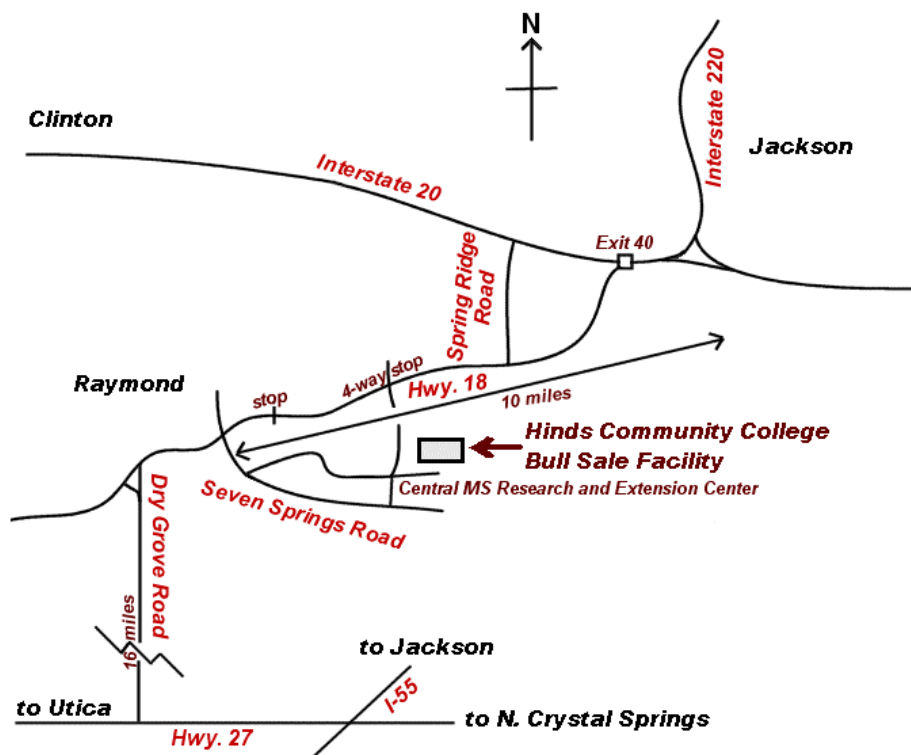 N
Clinton
Interstate 220
Jackson
Interstate 20
Exit 40
Spring Ridge
Road
Raymond
stop
4-way stop
Hwy. 18
10 miles
Hinds Community College
Bull Sale Facility
Central MS Research and Extension Center
Seven Springs Road
Dry Grove Road
16 miles
to Jackson
I-55
to Utica
Hwy. 27
to N. Crystal Springs